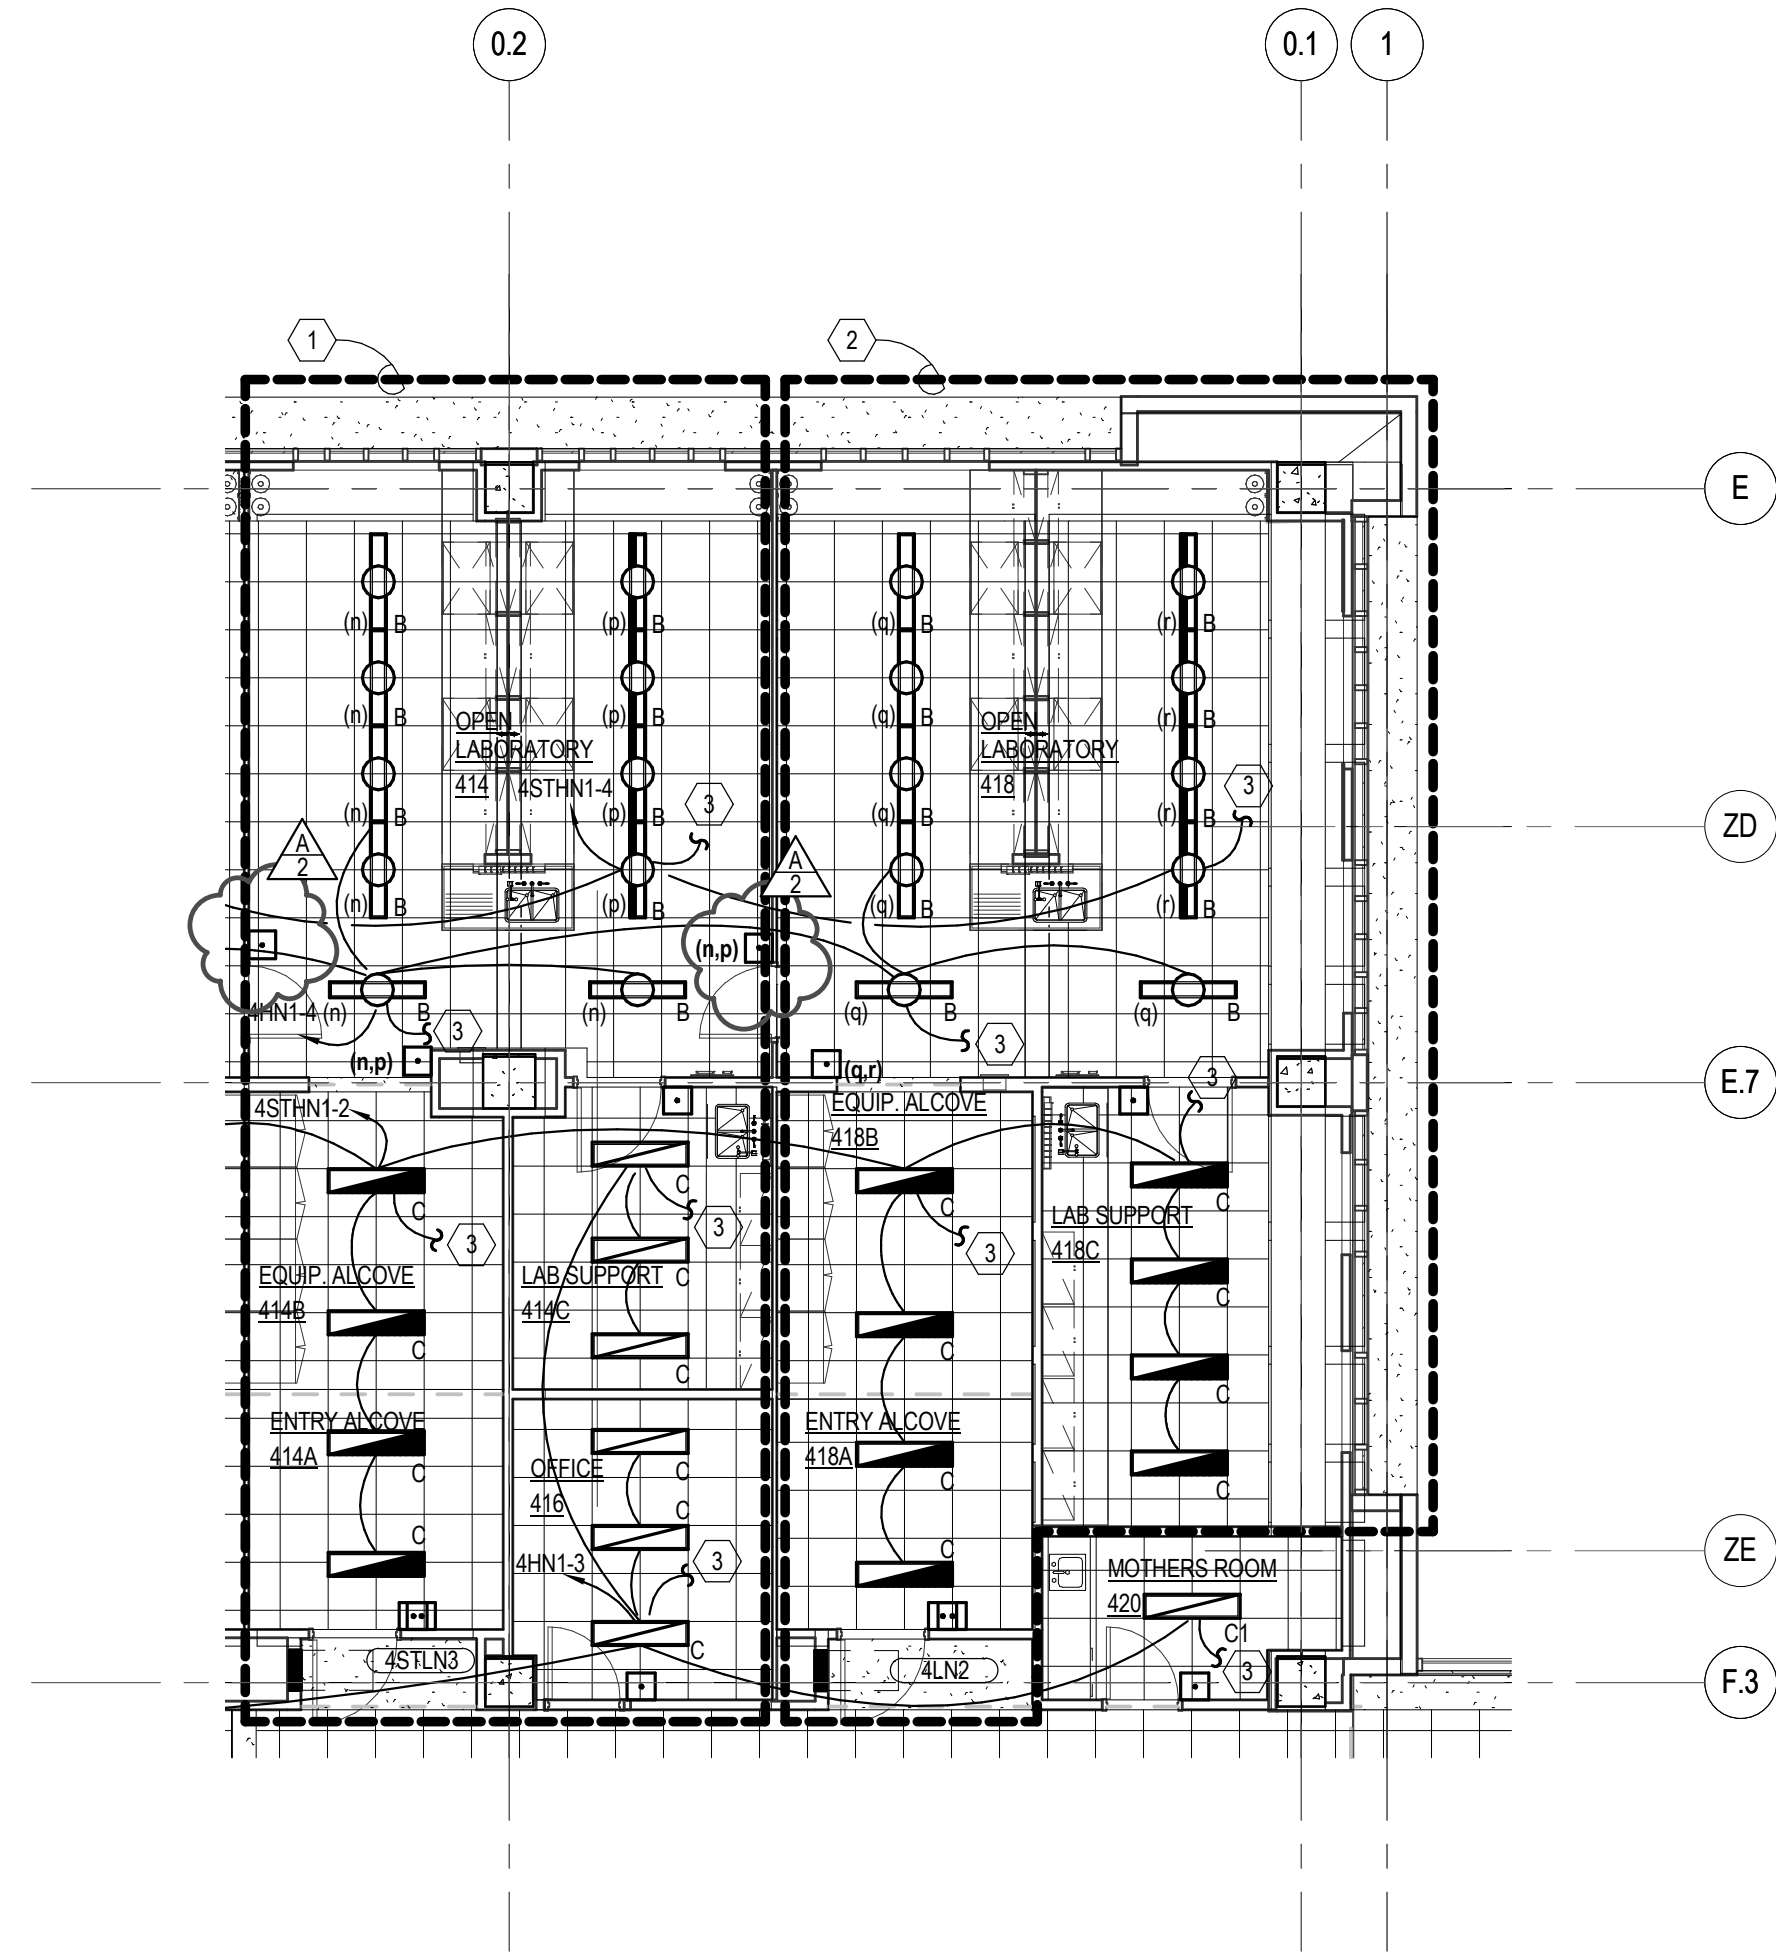 0.2
0.1
1
1
2
E
(n) B
(p) B
(q) B
(r) B
(n) B
(p) B
(q) B
(r) B
OPEN
LABORATORY
414
OPEN
LABORATORY
418
4STHN1-4
3
3
(n) B
(p) B
(q) B
(r) B
ZD
A
2
A
2
(n) B
(p) B
(q) B
(r) B
(n,p)
4HN1-4 (n) B
(n) B
(q) B
(q) B
3
3
(n,p)
(q,r)
3
E.7
4STHN1-2
EQUIP. ALCOVE
418B
C
C
C
3
3
3
LAB SUPPORT
418C
EQUIP. ALCOVE
414B
LAB SUPPORT
414C
C
C
C
C
C
C
ENTRY ALCOVE
414A
ENTRY ALCOVE
418A
C
C
C
C
OFFICE
416
C
C
C
4HN1-3
3
MOTHERS ROOM
420
ZE
C
C1
3
4STLN3
4LN2
F.3